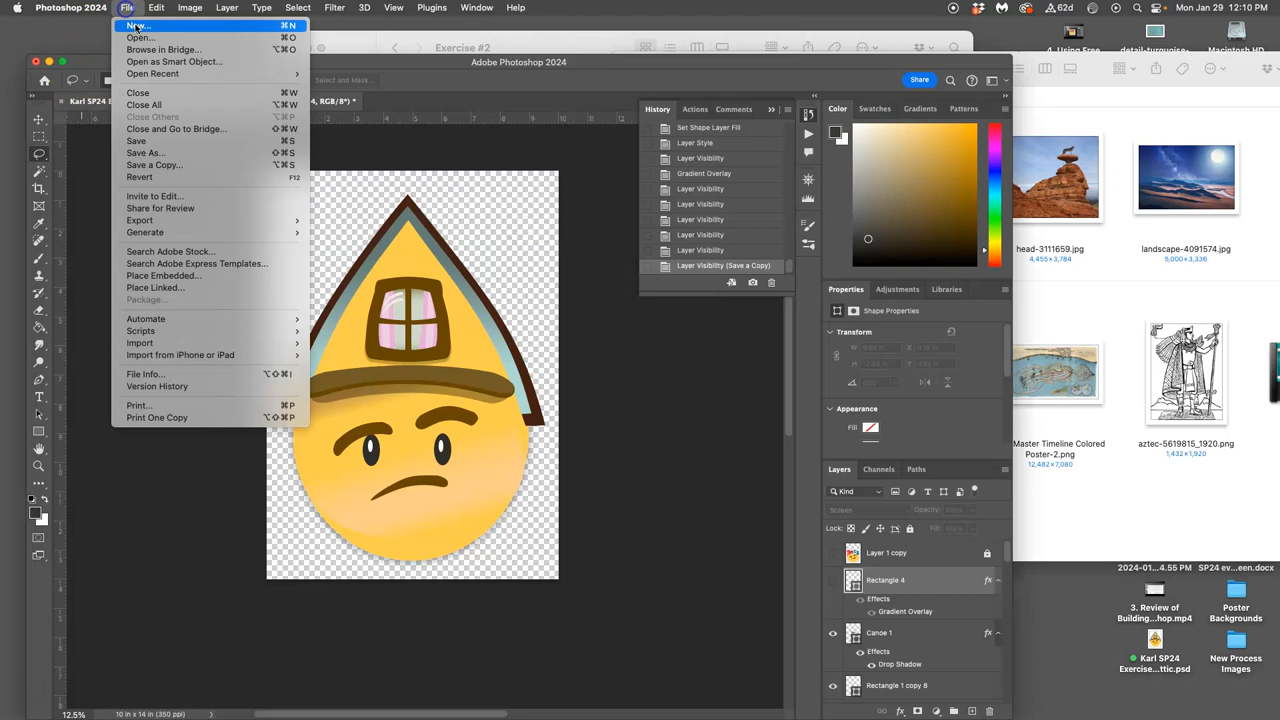 Photoshop 2024 File Edit Image Layer Type Select Filter 3D View Plugins Window Help 62d Mon Jan 29 12:10 PM
New... ⌘N
Open... ⌘O
Browse in Bridge... ⌥⌘O
Open as Smart Object...
Open Recent
Close ⌘W
Close All ⌥⌘W
Close Others ⌥⌘P
Close and Go to Bridge... ⇧⌘W
Save ⌘S
Save As... ⇧⌘S
Save a Copy... ⌥⌘S
Revert F12
Invite to Edit...
Share for Review
Export
Generate
Search Adobe Stock...
Search Adobe Express Templates...
Place Embedded...
Place Linked...
Package...
Automate
Scripts
Import
Import from iPhone or iPad
File Info... ⌥⇧⌘I
Version History
Print... ⌘P
Print One Copy ⌥⇧⌘P
Exercise #2
4. Using Free
detail-turquoise-
Macintosh HD
Adobe Photoshop 2024
Select and Mask...
Share
Karl SP24 E
4, RGB/8*) *
History Actions Comments
Set Shape Layer Fill
Layer Style
Layer Visibility
Gradient Overlay
Layer Visibility
Layer Visibility
Layer Visibility
Layer Visibility
Layer Visibility
Layer Visibility (Save a Copy)
Color Swatches Gradients Patterns
Properties Adjustments Libraries
Shape Properties
Transform
W X
H Y
Appearance
Fill
Layers Channels Paths
Kind
Screen Opacity:
Lock: Fill:
Layer 1 copy
Rectangle 4 fx
Effects
Gradient Overlay
Canoe 1 fx
Effects
Drop Shadow
Rectangle 1 copy 8
12.5% 10 in x 14 in (350 ppi)
head-3111659.jpg
4,455×3,784
landscape-4091574.jpg
5,000×3,336
Master Timeline Colored
Poster-2.png
12,482×7,080
aztec-5619815_1920.png
1,432×1,920
2024-01...4.55 PM
SP24 ev...een.docx
3. Review of
Building...hop.mp4
Poster
Backgrounds
Karl SP24
Exercise...ttic.psd
New Process
Images